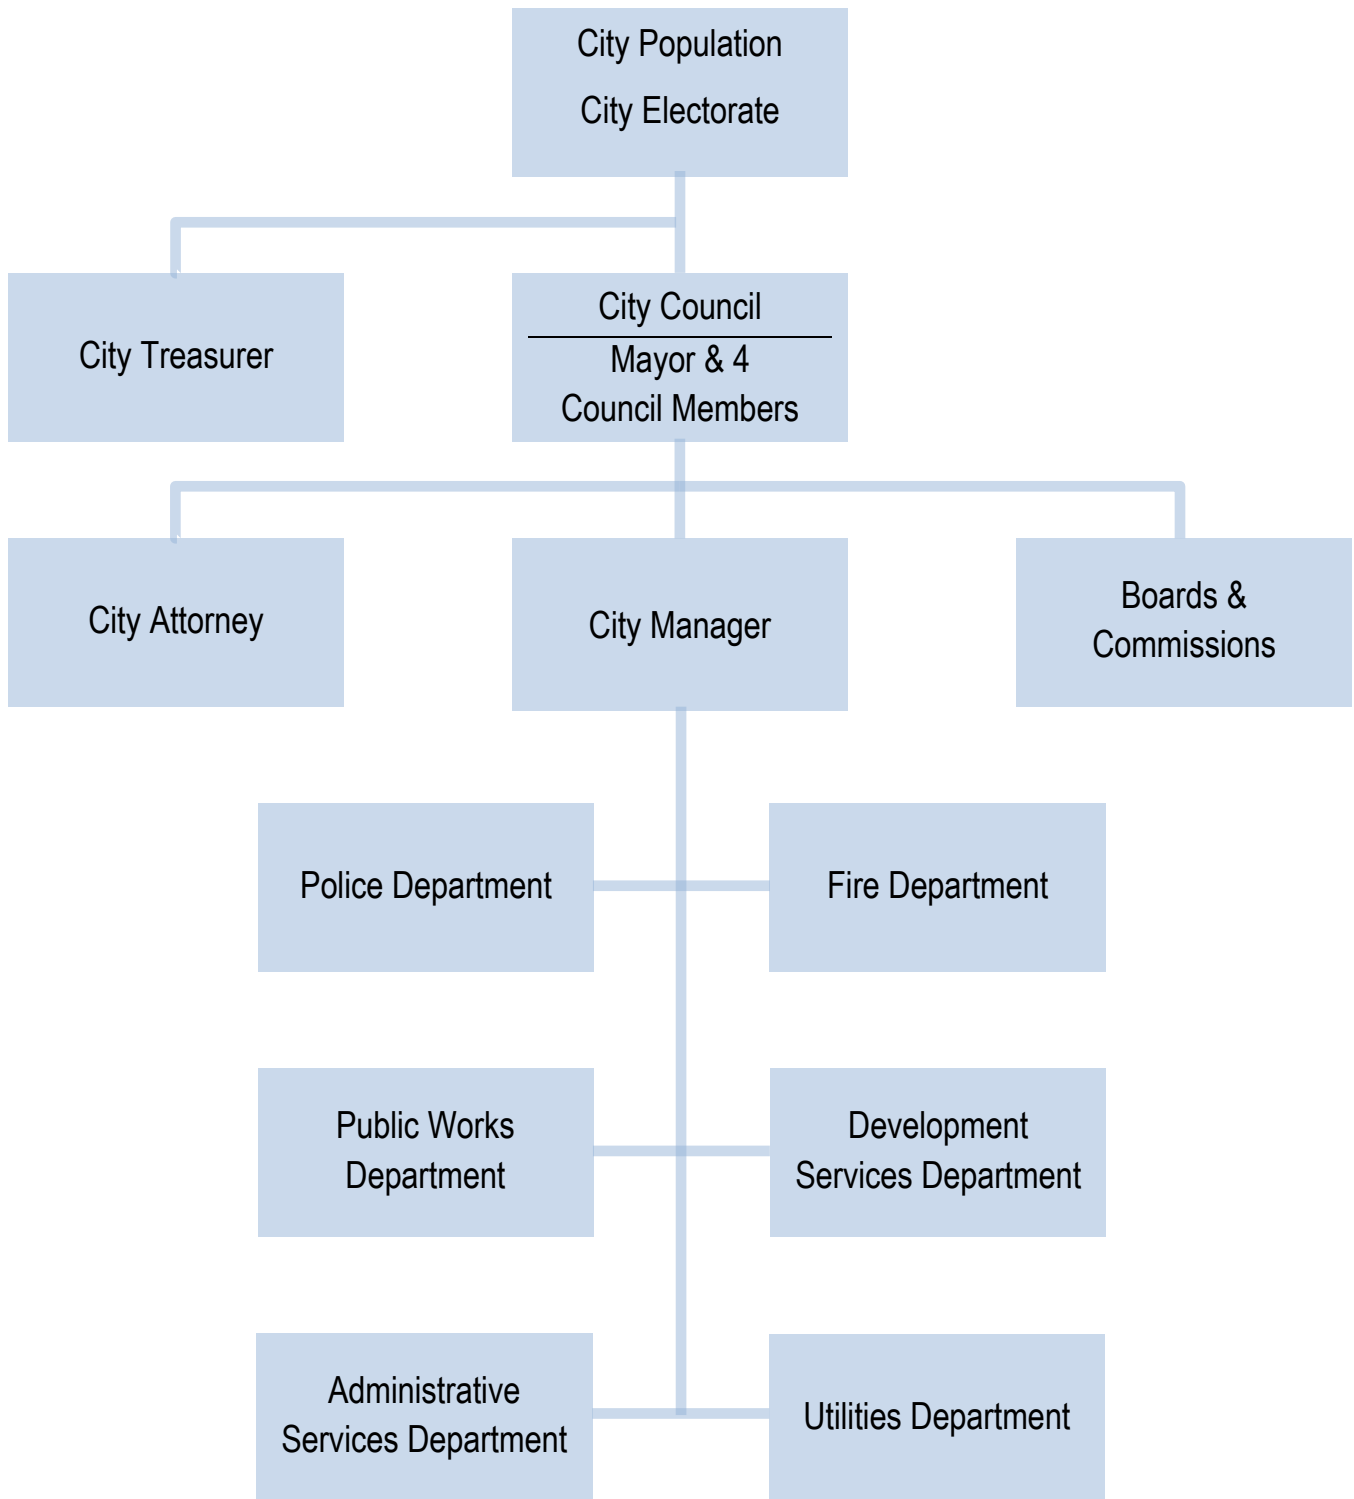 City Population
City Electorate
City Treasurer
City Council
Mayor & 4
Council Members
City Attorney
City Manager
Boards &
Commissions
Police Department
Fire Department
Public Works
Department
Development
Services Department
Administrative
Services Department
Utilities Department